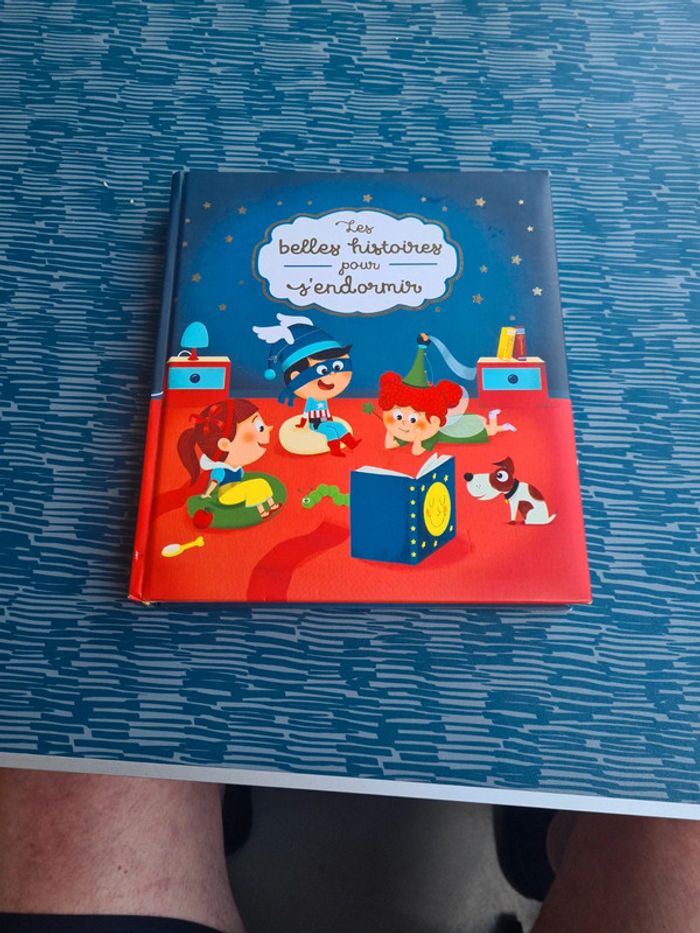 Les
belles histoires
pour
s'endormir